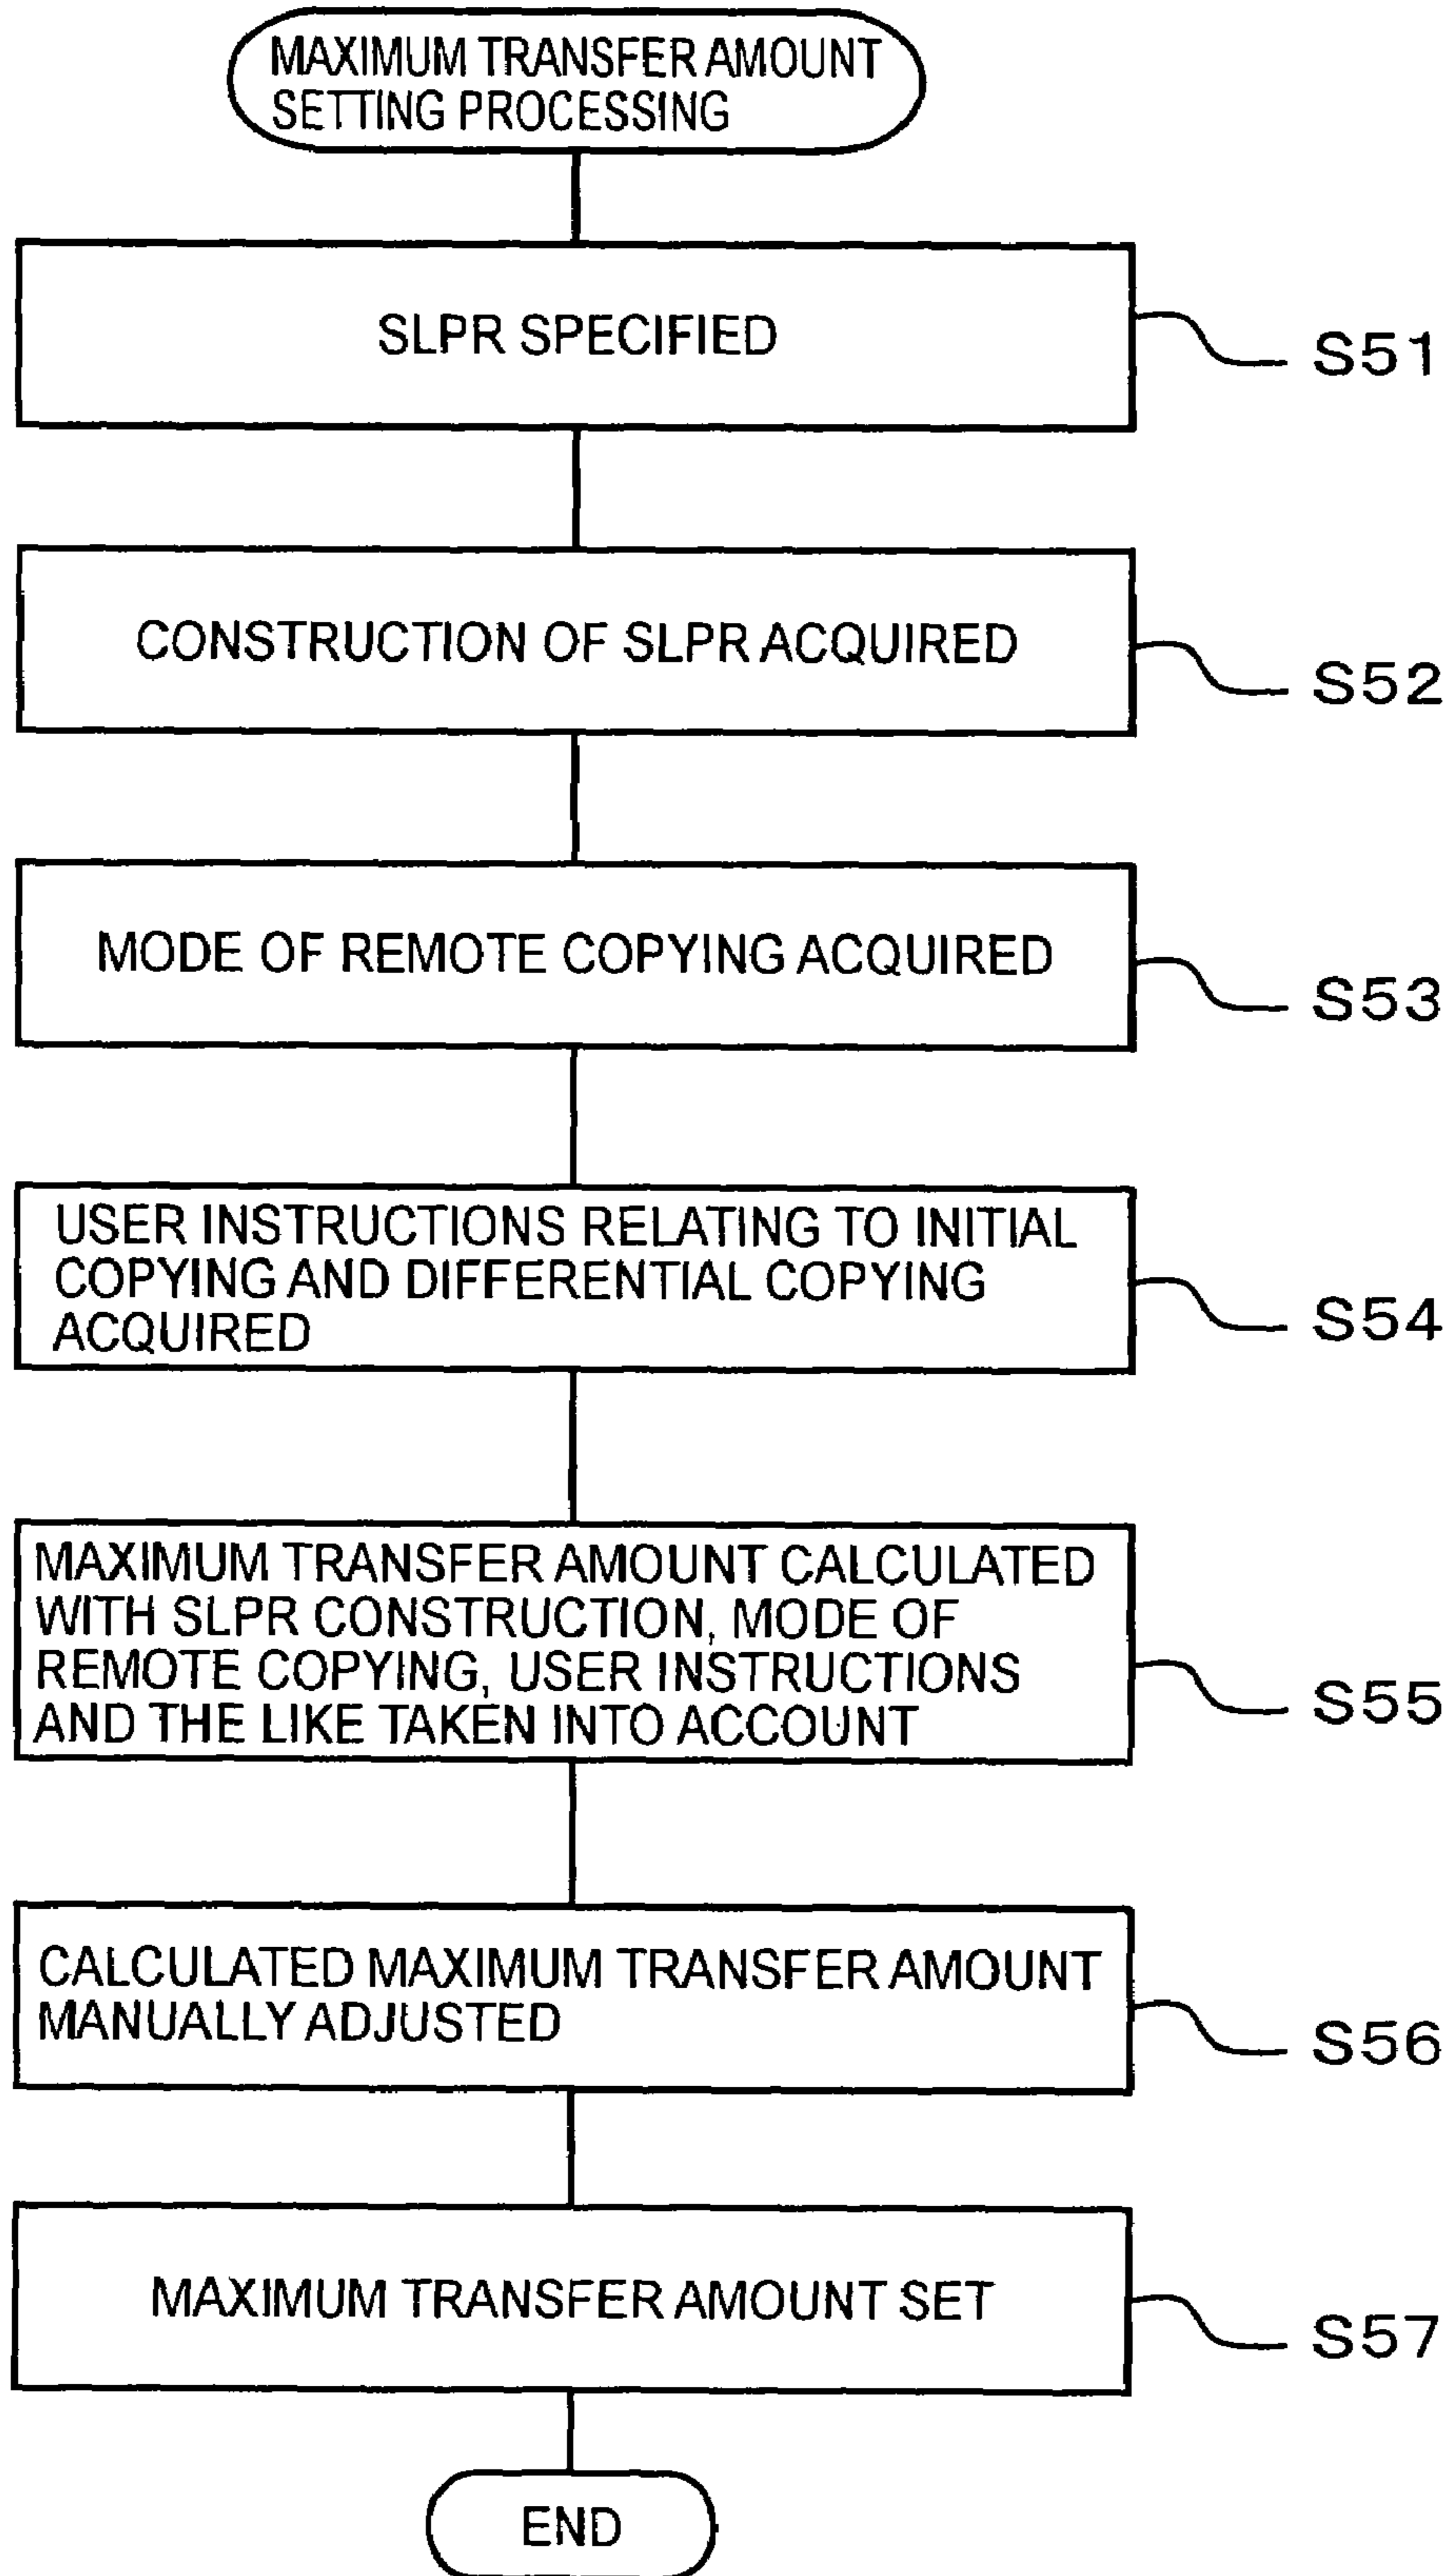 MAXIMUM TRANSFER AMOUNT
SETTING PROCESSING
SLPR SPECIFIED
S51
CONSTRUCTION OF SLPR ACQUIRED
S52
MODE OF REMOTE COPYING ACQUIRED
S53
USER INSTRUCTIONS RELATING TO INITIAL
COPYING AND DIFFERENTIAL COPYING
ACQUIRED
S54
MAXIMUM TRANSFER AMOUNT CALCULATED
WITH SLPR CONSTRUCTION, MODE OF
REMOTE COPYING, USER INSTRUCTIONS
AND THE LIKE TAKEN INTO ACCOUNT
S55
CALCULATED MAXIMUM TRANSFER AMOUNT
MANUALLY ADJUSTED
S56
MAXIMUM TRANSFER AMOUNT SET
S57
END